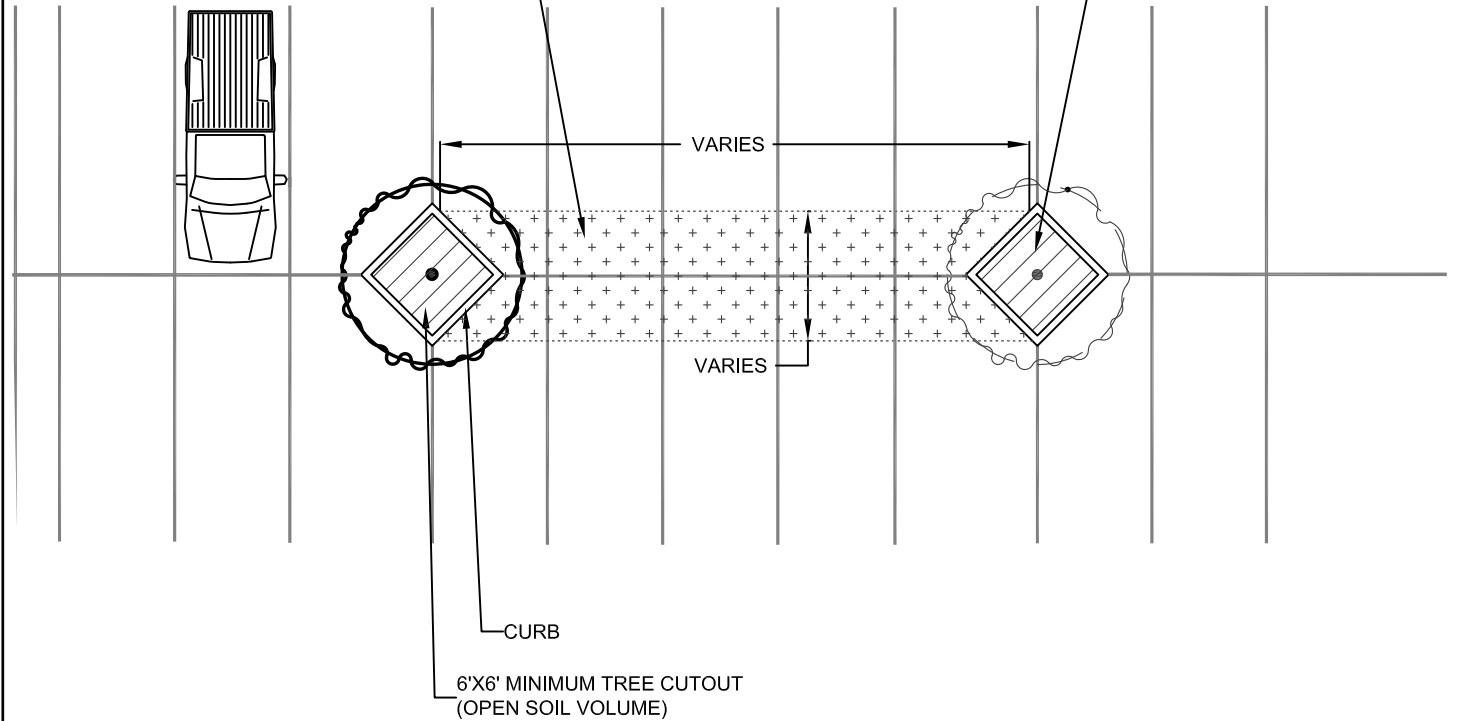 VARIES
VARIES
CURB
6'X6' MINIMUM TREE CUTOUT
(OPEN SOIL VOLUME)